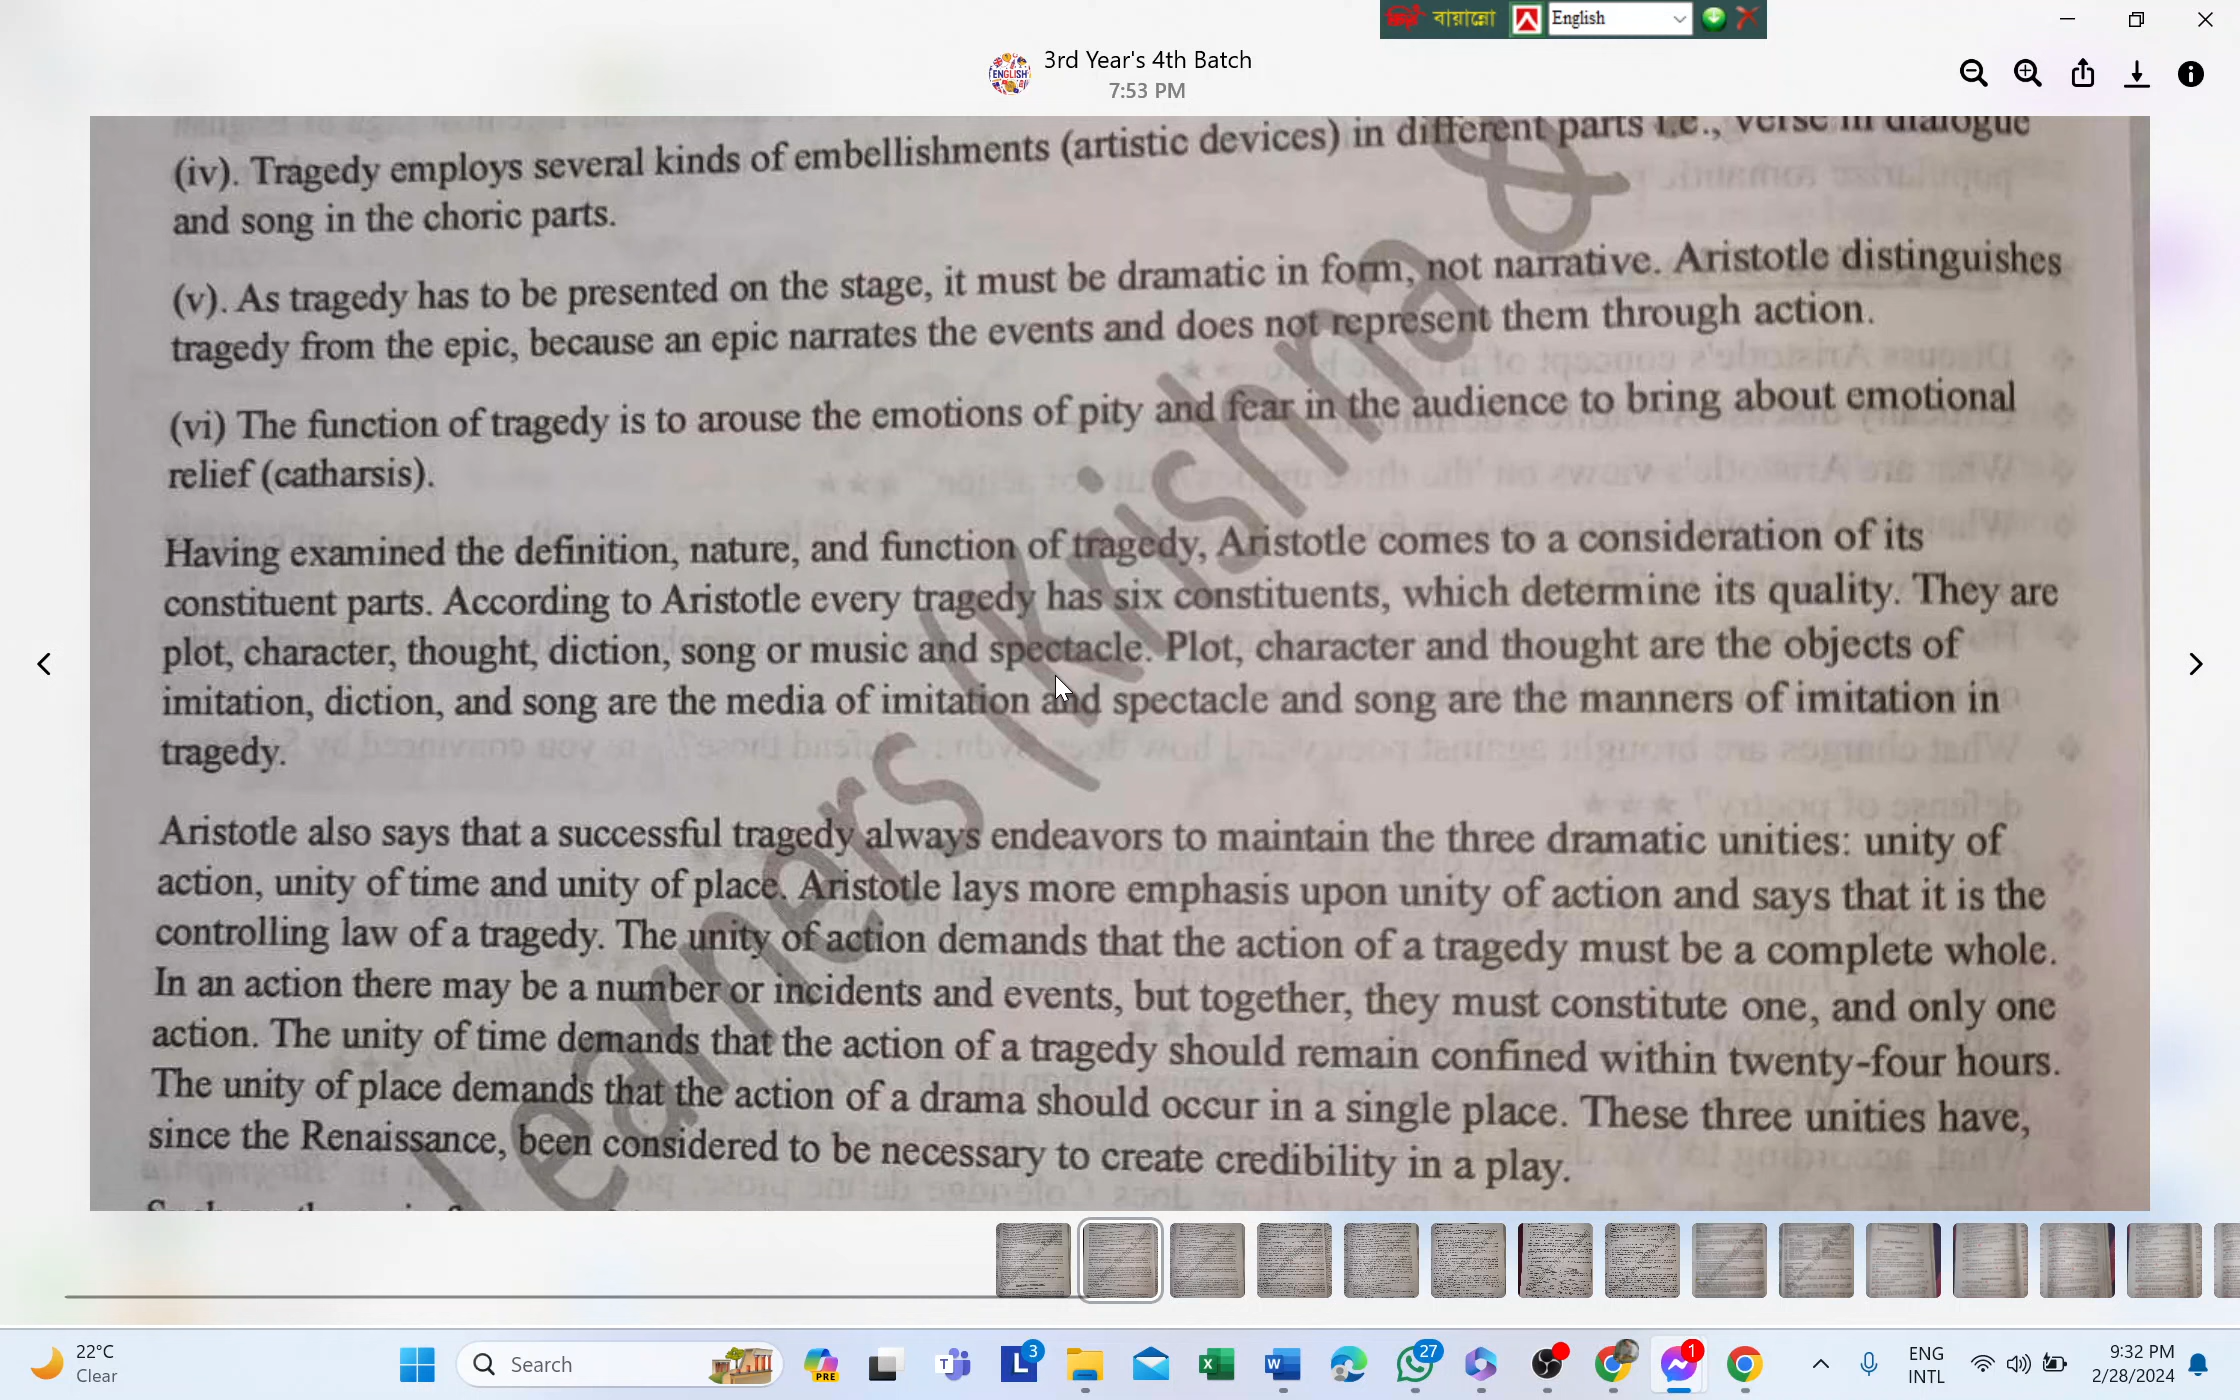 বায়ান্নো
English
ENGLISH
3rd Year's 4th Batch
7:53 PM
(iv). Tragedy employs several kinds of embellishments (artistic devices) in different parts i.e., verse in dialogue
and song in the choric parts.
(v). As tragedy has to be presented on the stage, it must be dramatic in form, not narrative. Aristotle distinguishes
tragedy from the epic, because an epic narrates the events and does not represent them through action.
(vi) The function of tragedy is to arouse the emotions of pity and fear in the audience to bring about emotional
relief (catharsis).
Having examined the definition, nature, and function of tragedy, Aristotle comes to a consideration of its
constituent parts. According to Aristotle every tragedy has six constituents, which determine its quality. They are
plot, character, thought, diction, song or music and spectacle. Plot, character and thought are the objects of
imitation, diction, and song are the media of imitation and spectacle and song are the manners of imitation in
tragedy.
Aristotle also says that a successful tragedy always endeavors to maintain the three dramatic unities: unity of
action, unity of time and unity of place. Aristotle lays more emphasis upon unity of action and says that it is the
controlling law of a tragedy. The unity of action demands that the action of a tragedy must be a complete whole.
In an action there may be a number or incidents and events, but together, they must constitute one, and only one
action. The unity of time demands that the action of a tragedy should remain confined within twenty-four hours.
The unity of place demands that the action of a drama should occur in a single place. These three unities have,
since the Renaissance, been considered to be necessary to create credibility in a play.
Learners (Krishna &
22°C
Clear
Search
PRE
3
27
1
ENG
INTL
9:32 PM
2/28/2024